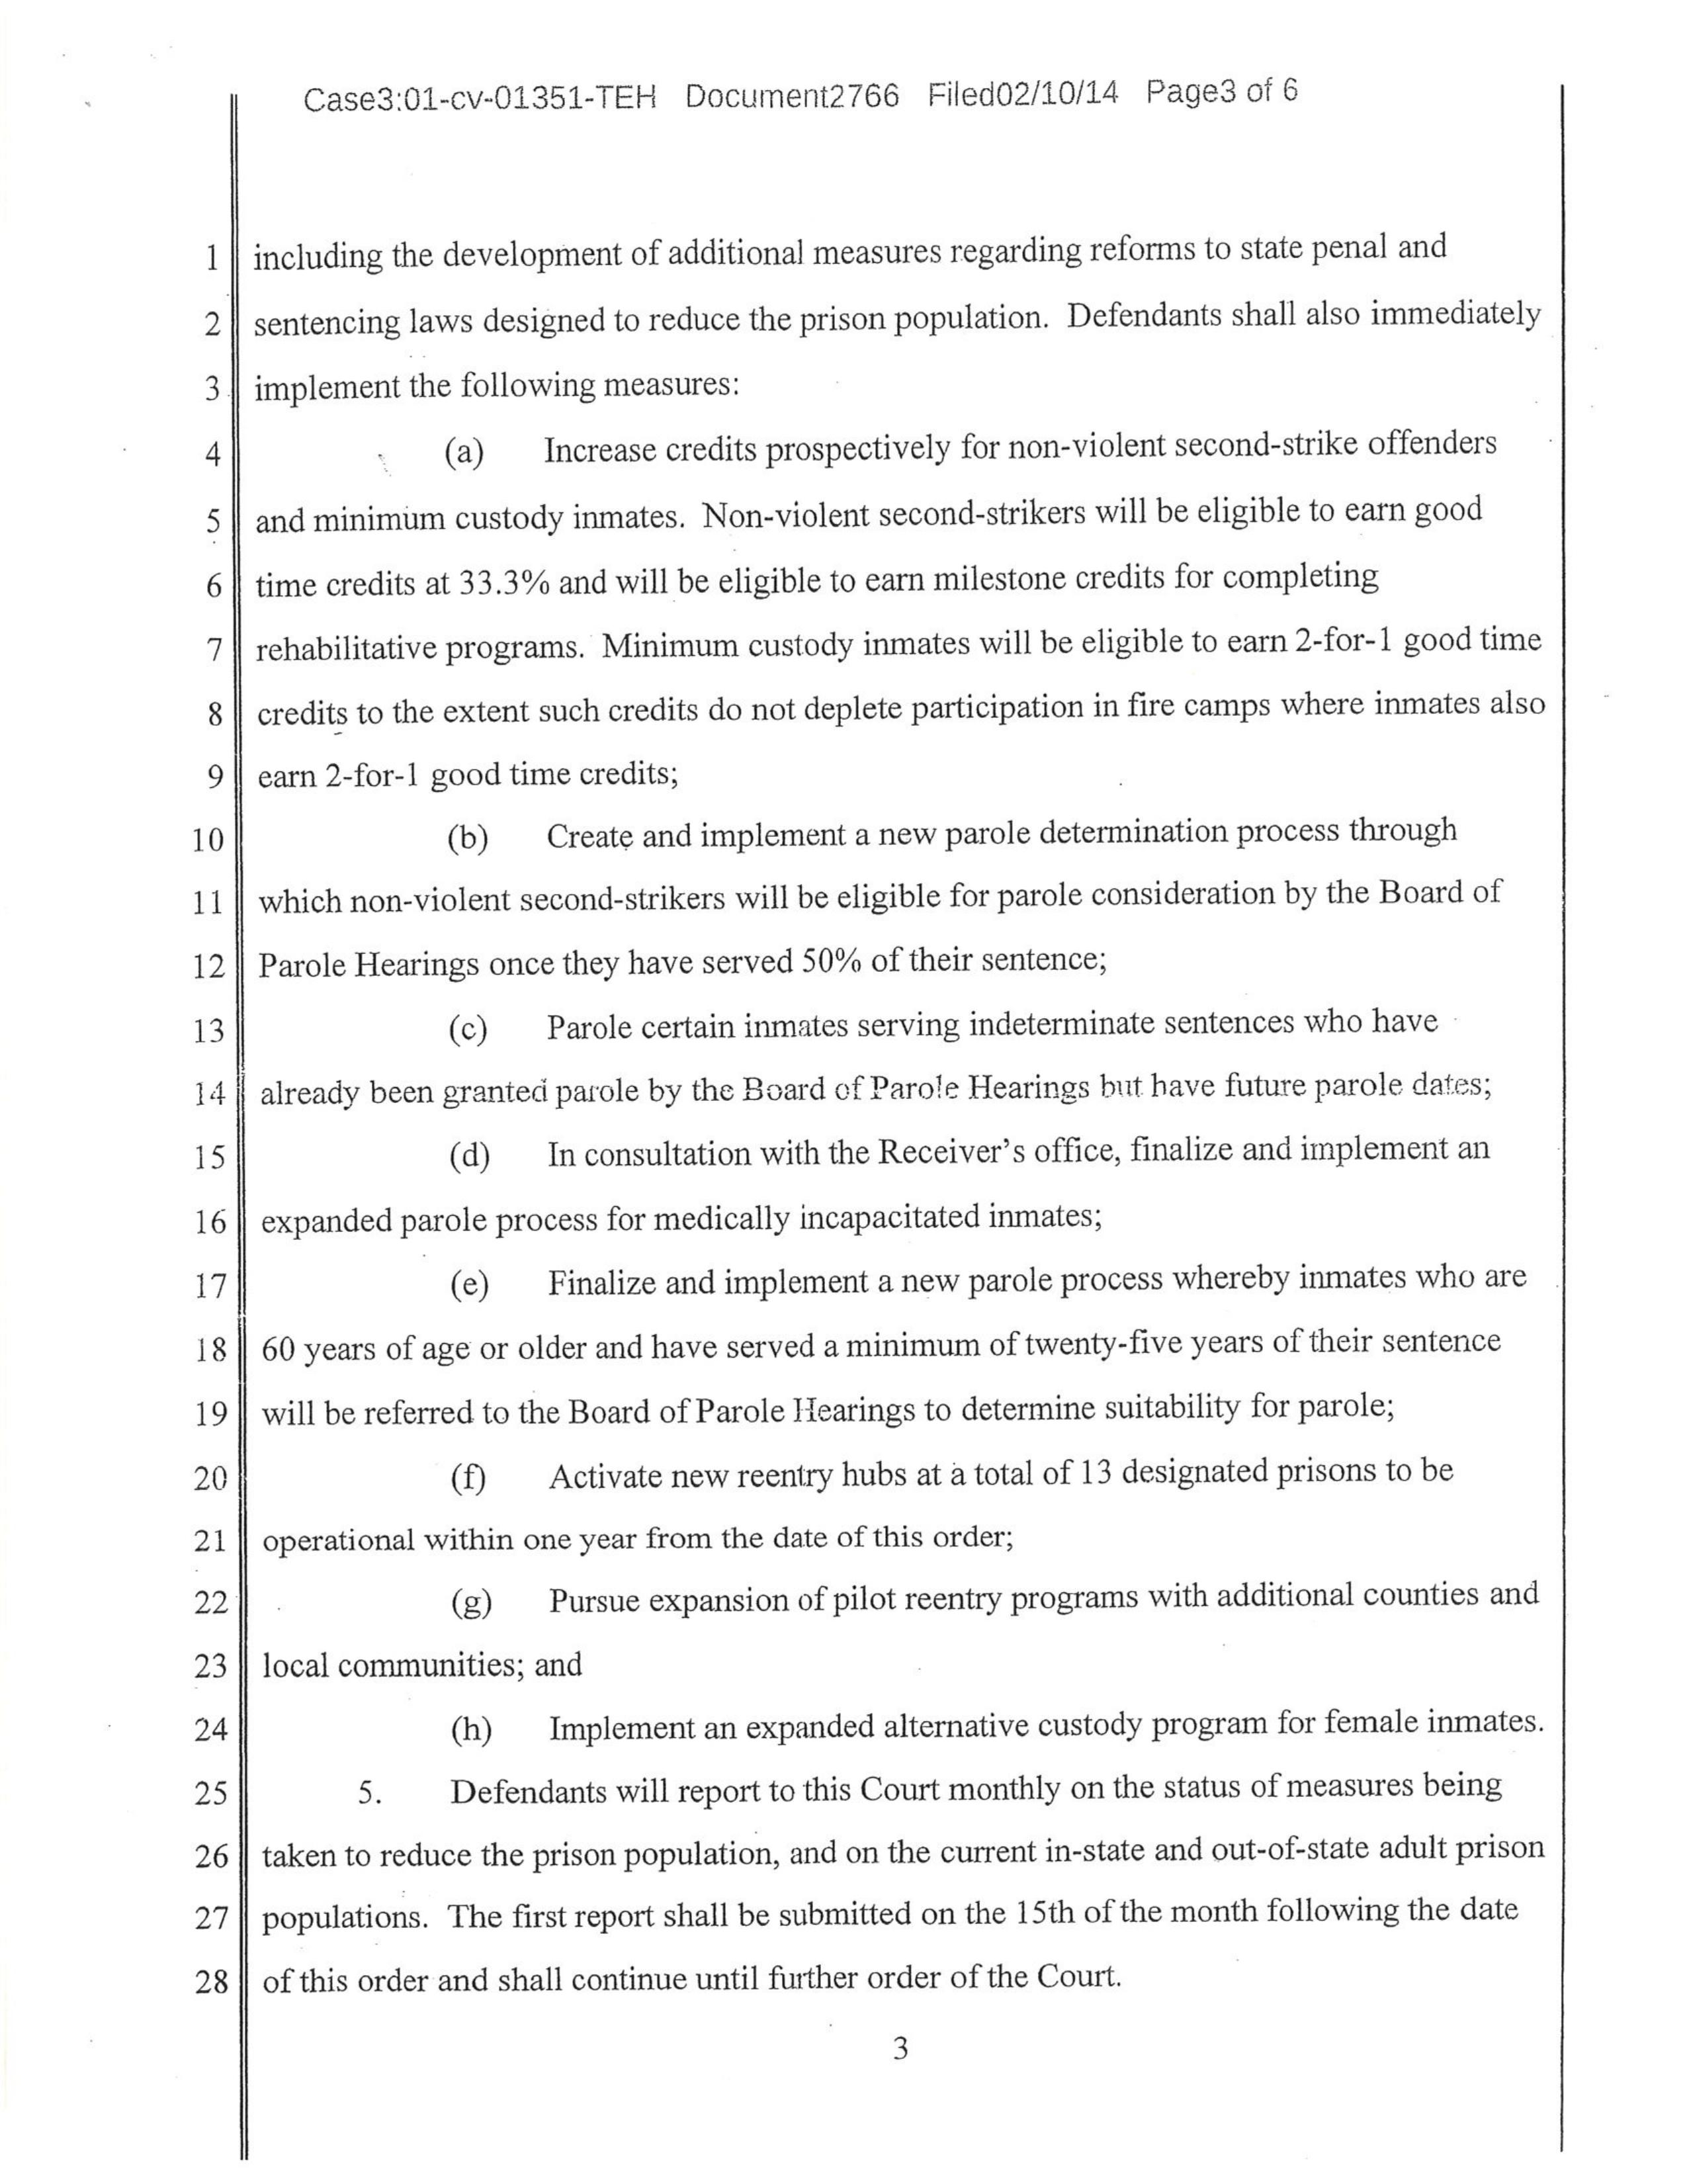 Case3:01-cv-01351-TEH Document2766 Filed02/10/14 Page3 of 6
1 including the development of additional measures regarding reforms to state penal and
2 sentencing laws designed to reduce the prison population. Defendants shall also immediately
3 implement the following measures:
4 (a) Increase credits prospectively for non-violent second-strike offenders
5 and minimum custody inmates. Non-violent second-strikers will be eligible to earn good
6 time credits at 33.3% and will be eligible to earn milestone credits for completing
7 rehabilitative programs. Minimum custody inmates will be eligible to earn 2-for-1 good time
8 credits to the extent such credits do not deplete participation in fire camps where inmates also
9 earn 2-for-1 good time credits;
10 (b) Create and implement a new parole determination process through
11 which non-violent second-strikers will be eligible for parole consideration by the Board of
12 Parole Hearings once they have served 50% of their sentence;
13 (c) Parole certain inmates serving indeterminate sentences who have
14 already been granted parole by the Board of Parole Hearings but have future parole dates;
15 (d) In consultation with the Receiver's office, finalize and implement an
16 expanded parole process for medically incapacitated inmates;
17 (e) Finalize and implement a new parole process whereby inmates who are
18 60 years of age or older and have served a minimum of twenty-five years of their sentence
19 will be referred to the Board of Parole Hearings to determine suitability for parole;
20 (f) Activate new reentry hubs at a total of 13 designated prisons to be
21 operational within one year from the date of this order;
22 (g) Pursue expansion of pilot reentry programs with additional counties and
23 local communities; and
24 (h) Implement an expanded alternative custody program for female inmates.
25 5. Defendants will report to this Court monthly on the status of measures being
26 taken to reduce the prison population, and on the current in-state and out-of-state adult prison
27 populations. The first report shall be submitted on the 15th of the month following the date
28 of this order and shall continue until further order of the Court.
3